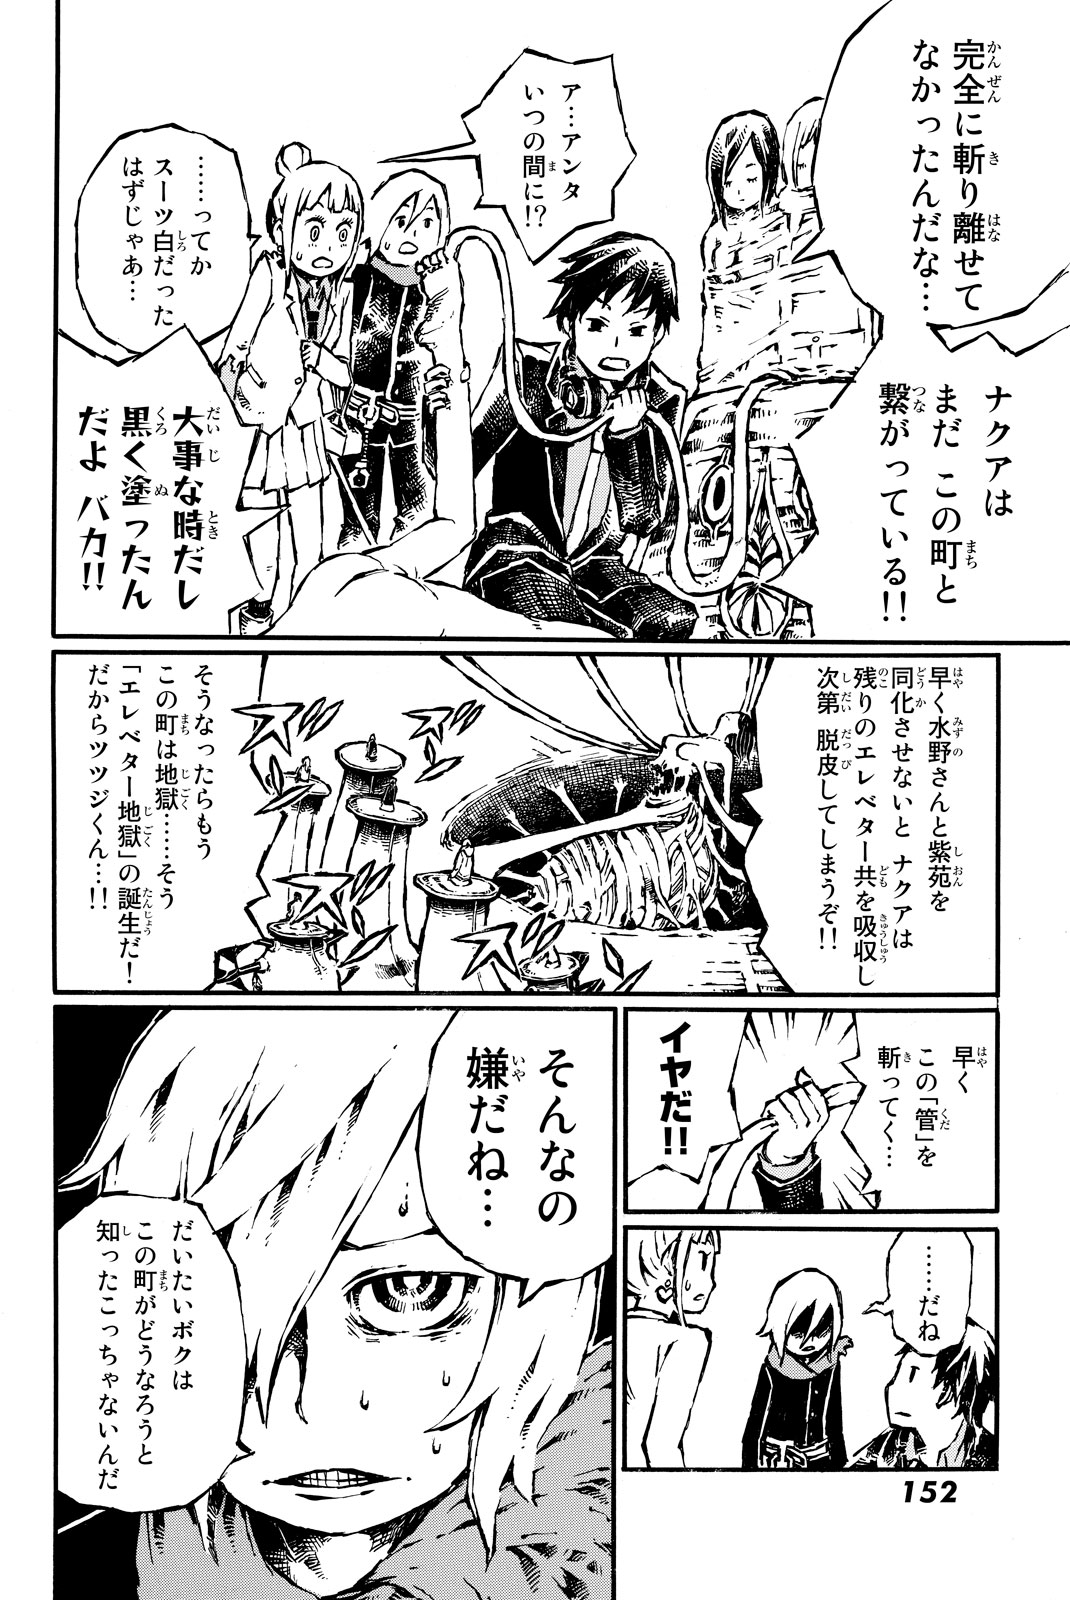 完全に斬り離せて
なかったんだな…
ナクアは
まだ この町と
繋がっている!!
ア…アンタ
いつの間に!?
……ってか
スーツ白だった
はずじゃあ…
大事な時だし
黒く塗ったん
だよ バカ!!
早く水野さんと紫苑を
同化させないと ナクアは
残りのエレベター共を吸収し
次第 脱皮してしまうぞ!!
そうなったらもう
この町は地獄……そう
「エレベター地獄」の誕生だ!
だからツツジくん…!!
早く
この「管」を
斬ってく…
イヤだ!!
……だね
そんなの
嫌だね…
だいたいボクは
この町がどうなろうと
知ったこっちゃないんだ
152